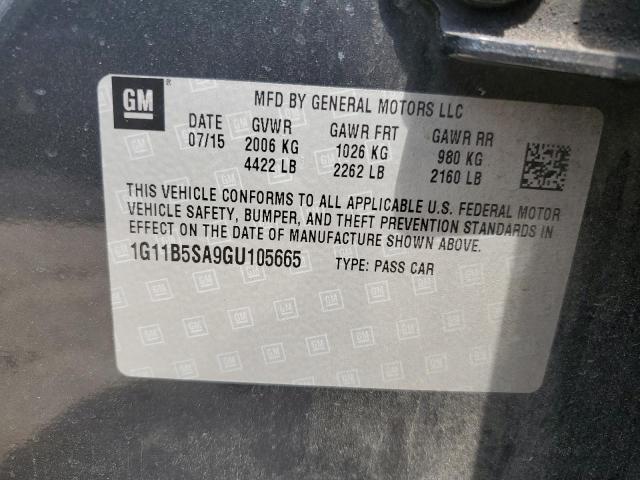 GM
®
MFD BY GENERAL MOTORS LLC
DATE GVWR GAWR FRT GAWR RR
07/15 2006 KG 1026 KG 980 KG
4422 LB 2262 LB 2160 LB
THIS VEHICLE CONFORMS TO ALL APPLICABLE U.S. FEDERAL MOTOR
VEHICLE SAFETY, BUMPER, AND THEFT PREVENTION STANDARDS IN
EFFECT ON THE DATE OF MANUFACTURE SHOWN ABOVE.
1G11B5SA9GU105665 TYPE: PASS CAR